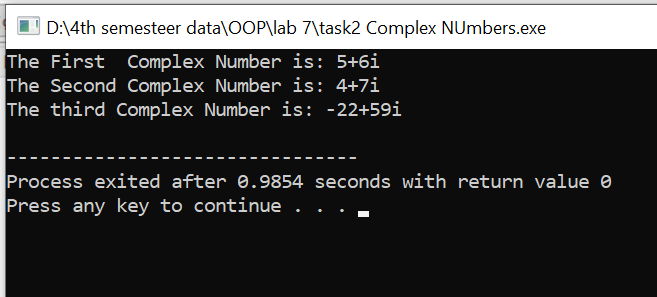 D:\4th semesteer data\OOP\lab 7\task2 Complex NUmbers.exe
The First  Complex Number is: 5+6i
The Second Complex Number is: 4+7i
The third Complex Number is: -22+59i
--------------------------------
Process exited after 0.9854 seconds with return value 0
Press any key to continue . . .